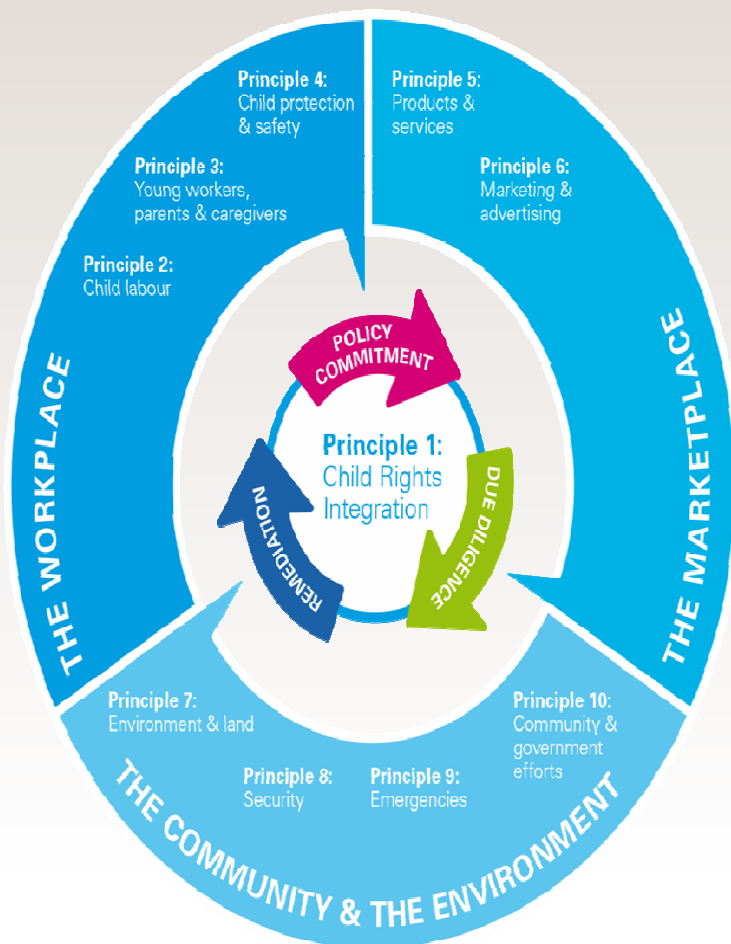 Principle 4:
Child protection
& safety
Principle 5:
Products &
services
Principle 3:
Young workers,
parents & caregivers
Principle 6:
Marketing &
advertising
Principle 2:
Child labour
THE WORKPLACE
THE MARKETPLACE
POLICY
COMMITMENT
Principle 1:
Child Rights
Integration
DUE DILIGENCE
REMEDIATION
Principle 7:
Environment & land
Principle 8:
Security
Principle 9:
Emergencies
Principle 10:
Community &
government
efforts
THE COMMUNITY & THE ENVIRONMENT